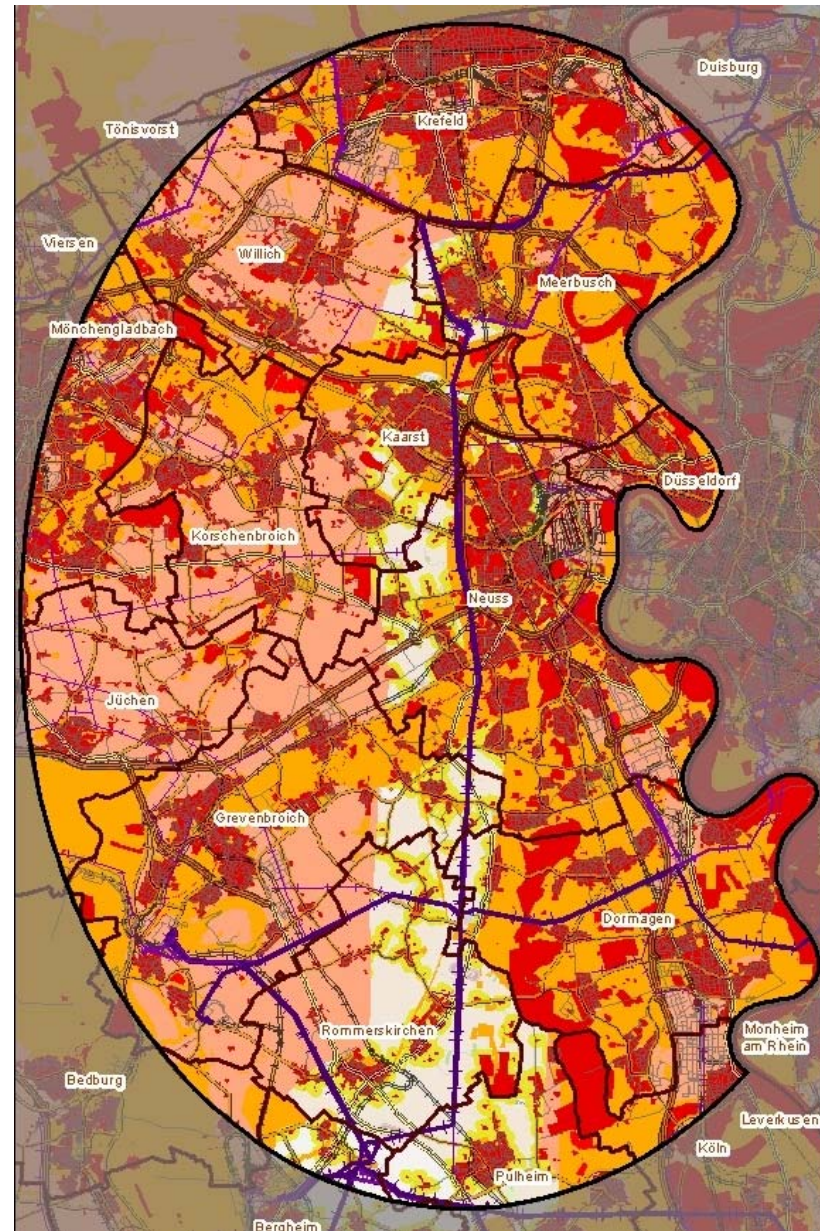 Duisburg
Krefeld
Tönisvorst
Viersen
Willich
Meerbusch
Mönchengladbach
Kaarst
Düsseldorf
Korschenbroich
Neuss
Jüchen
Grevenbroich
Dormagen
Rommerskirchen
Monheim
am Rhein
Bedburg
Leverkusen
Köln
Pulheim
Bergheim